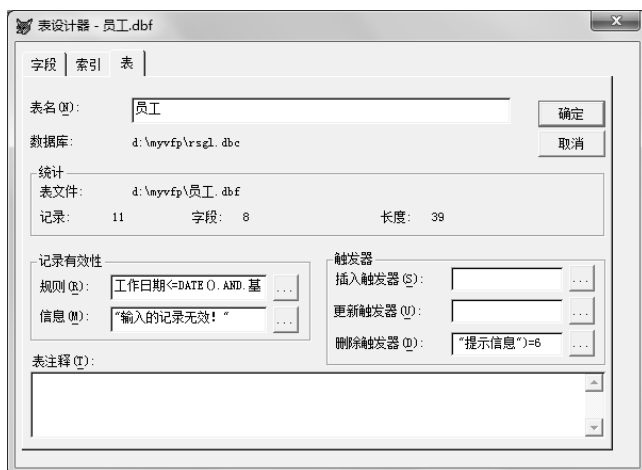 表设计器 - 员工.dbf
字段 索引 表
表名(N): 员工 确定
数据库: d:\myvfp\rsgl.dbc 取消
统计
表文件: d:\myvfp\员工.dbf
记录: 11 字段: 8 长度: 39
记录有效性
规则(R): 工作日期<=DATE().AND.基 ...
信息(M): "输入的记录无效!" ...
触发器
插入触发器(S): ...
更新触发器(U): ...
删除触发器(D): "提示信息")=6 ...
表注释(T):